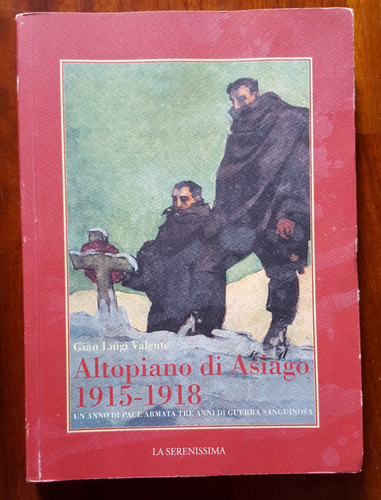 Gian Luigi Valente
Altopiano di Asiago
1915-1918
UN ANNO DI PACE ARMATA TRE ANNI DI GUERRA SANGUINOSA
LA SERENISSIMA